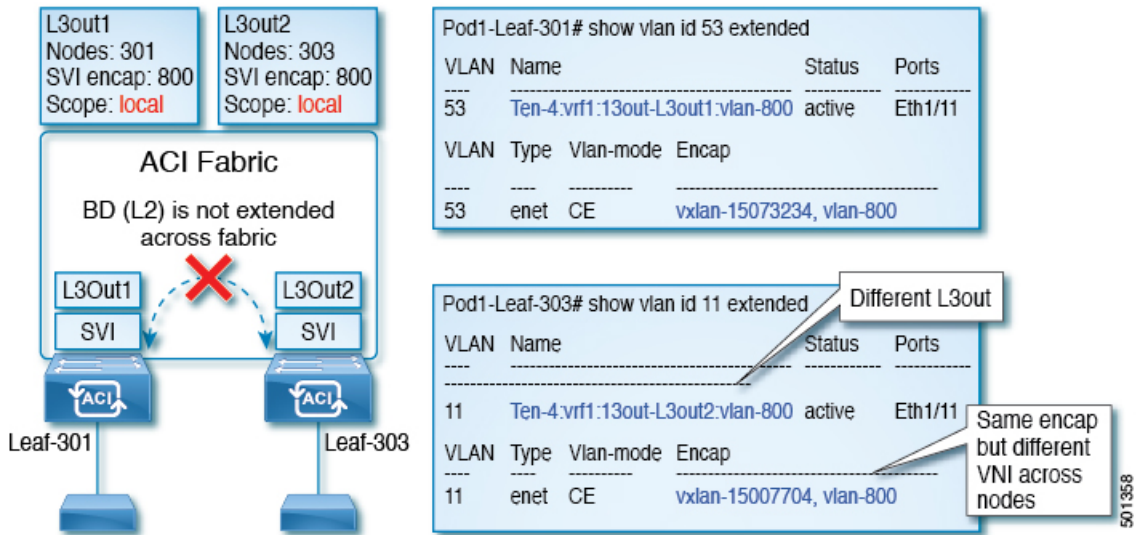 L3out1
Nodes: 301
SVI encap: 800
Scope: local
L3out2
Nodes: 303
SVI encap: 800
Scope: local
ACI Fabric
BD (L2) is not extended
across fabric
L3Out1
L3Out2
SVI
SVI
ACI
ACI
Leaf-301
Leaf-303
Pod1-Leaf-301# show vlan id 53 extended
VLAN Name Status Ports
---- -------------------------------- --------- ---------
53 Ten-4:vrf1:13out-L3out1:vlan-800 active Eth1/11
VLAN Type Vlan-mode Encap
---- ---- ---------- -------------------------------
53 enet CE vxlan-15073234, vlan-800
Pod1-Leaf-303# show vlan id 11 extended
Different L3out
VLAN Name Status Ports
---- -------------------------------- --------- ---------
-------------------------------------
11 Ten-4:vrf1:13out-L3out2:vlan-800 active Eth1/11
VLAN Type Vlan-mode Encap
---- ---- ---------- -------------------------------
11 enet CE vxlan-15007704, vlan-800
Same encap
but different
VNI across
nodes
501358